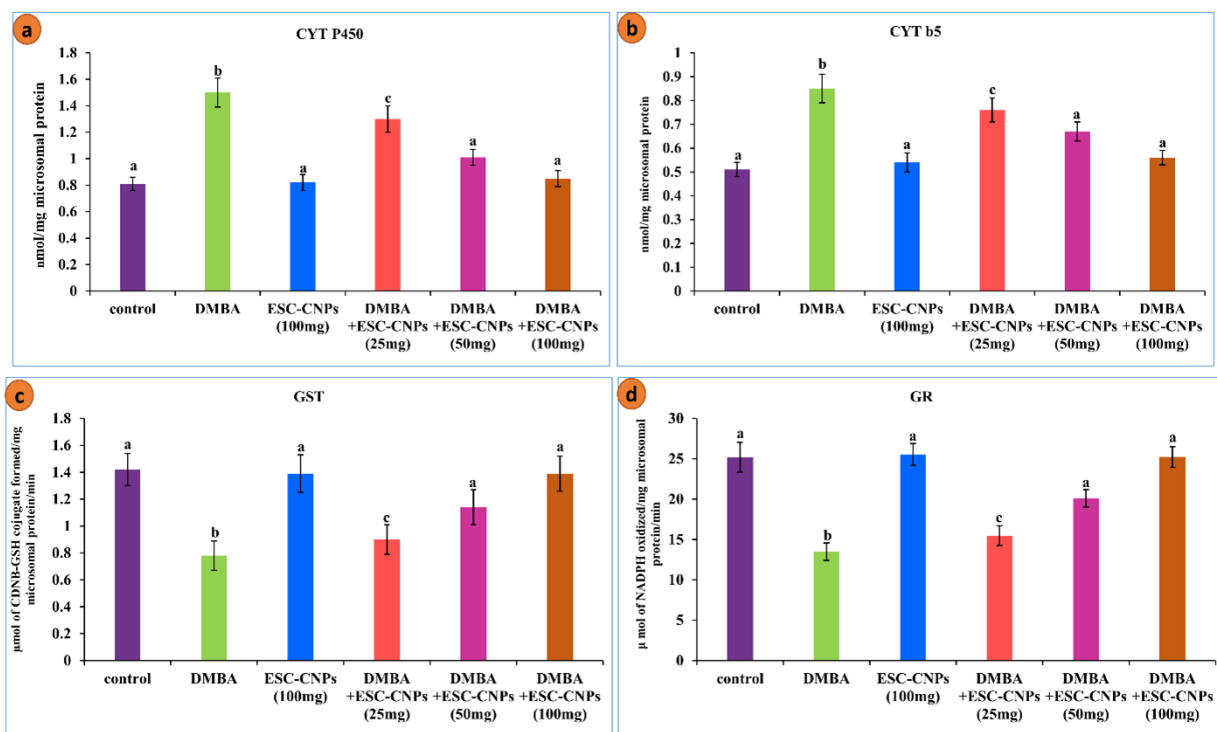 a
CYT P450
nmol/mg microsomal protein
1.8
1.6
1.4
1.2
1
0.8
0.6
0.4
0.2
0
a
b
a
c
a
a
control
DMBA
ESC-CNPs
(100mg)
DMBA
+ESC-CNPs
(25mg)
DMBA
+ESC-CNPs
(50mg)
DMBA
+ESC-CNPs
(100mg)
b
CYT b5
nmol/mg microsomal protein
1
0.9
0.8
0.7
0.6
0.5
0.4
0.3
0.2
0.1
0
a
b
a
c
a
a
control
DMBA
ESC-CNPs
(100mg)
DMBA
+ESC-CNPs
(25mg)
DMBA
+ESC-CNPs
(50mg)
DMBA
+ESC-CNPs
(100mg)
c
GST
µmol of CDNB-GSH cojugate formed/mg
microsomal protein/min
1.8
1.6
1.4
1.2
1
0.8
0.6
0.4
0.2
0
a
b
a
c
a
a
control
DMBA
ESC-CNPs
(100mg)
DMBA
+ESC-CNPs
(25mg)
DMBA
+ESC-CNPs
(50mg)
DMBA
+ESC-CNPs
(100mg)
d
GR
µ mol of NADPH oxidized/mg microsomal
protein/min
30
25
20
15
10
5
0
a
b
a
c
a
a
control
DMBA
ESC-CNPs
(100mg)
DMBA
+ESC-CNPs
(25mg)
DMBA
+ESC-CNPs
(50mg)
DMBA
+ESC-CNPs
(100mg)